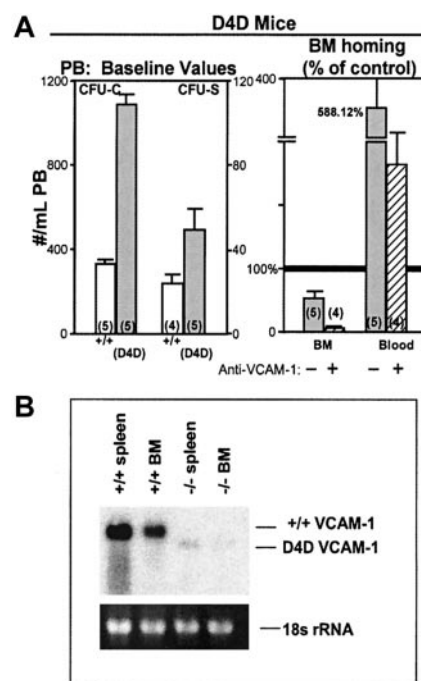 A
D4D Mice
PB: Baseline Values
BM homing
(% of control)
1200
CFU-C
CFU-S
120
400
588.12%
800
80
#/mL PB
400
40
100%
0
(5) (5) (4) (5)
0
0
(5) (4) (5) (4)
+/+ (D4D) +/+ (D4D)
BM Blood
Anti-VCAM-1: – + – +
B
+/+ spleen
+/+ BM
-/- spleen
-/- BM
+/+ VCAM-1
D4D VCAM-1
18s rRNA